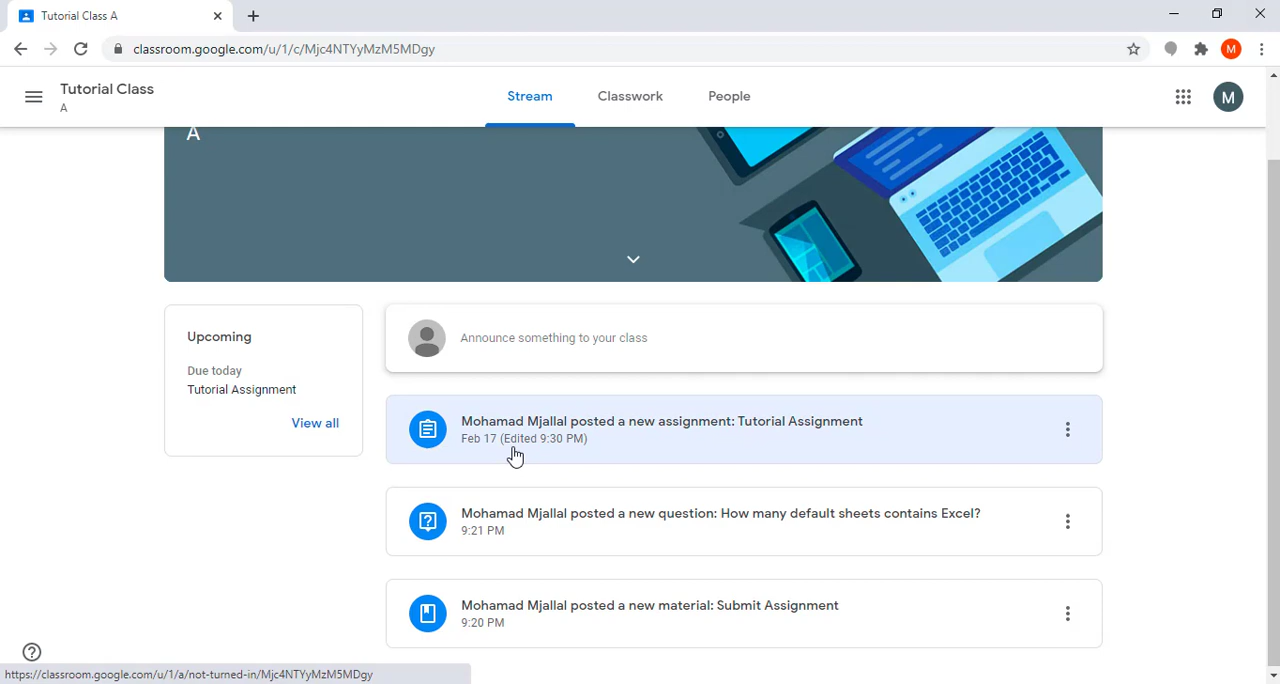 Tutorial Class A
classroom.google.com/u/1/c/Mjc4NTYyMzM5MDgy
M
Tutorial Class
A
Stream
Classwork
People
M
A
Upcoming
Due today
Tutorial Assignment
View all
Announce something to your class
Mohamad Mjallal posted a new assignment: Tutorial Assignment
Feb 17 (Edited 9:30 PM)
Mohamad Mjallal posted a new question: How many default sheets contains Excel?
9:21 PM
Mohamad Mjallal posted a new material: Submit Assignment
9:20 PM
https://classroom.google.com/u/1/a/not-turned-in/Mjc4NTYyMzM5MDgy